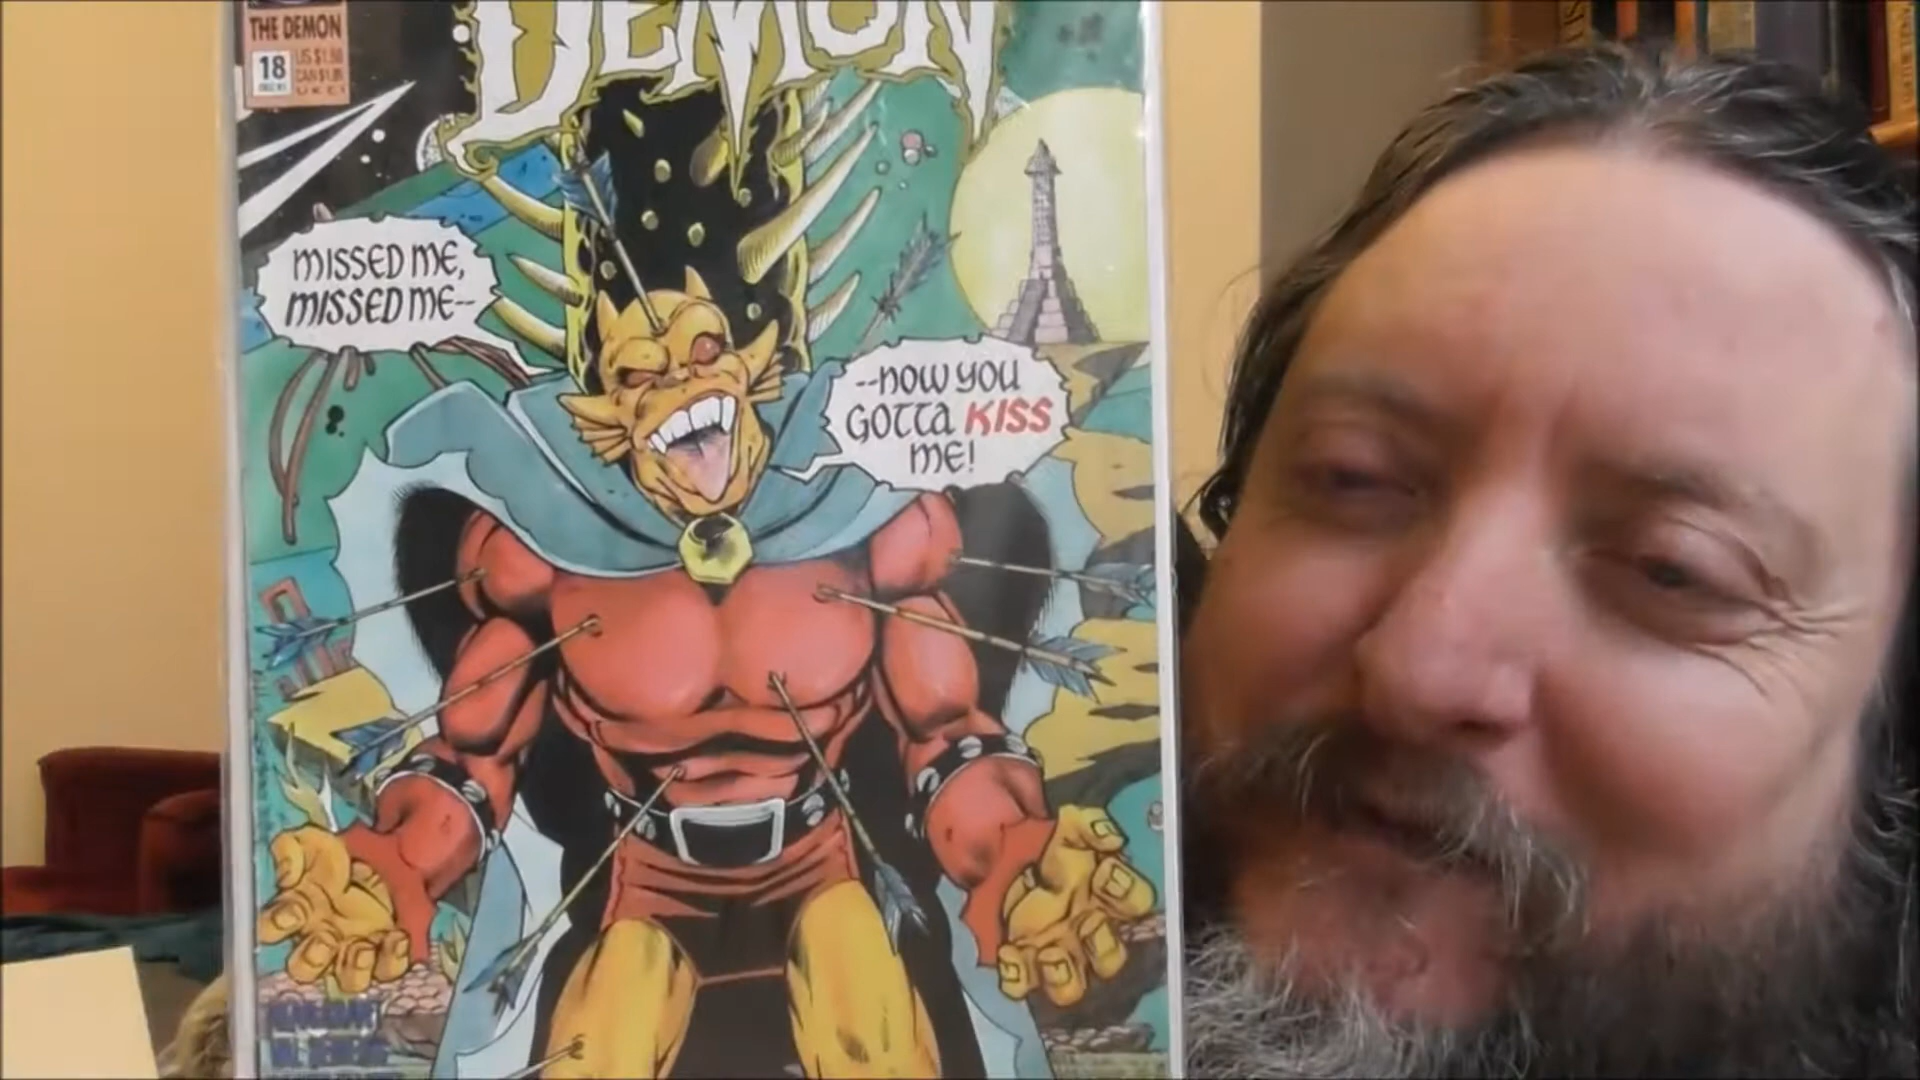 THE DEMON
18
US $1.50
DEMON
MISSED ME,
MISSED ME--
--NOW YOU
GOTTA KISS
ME!